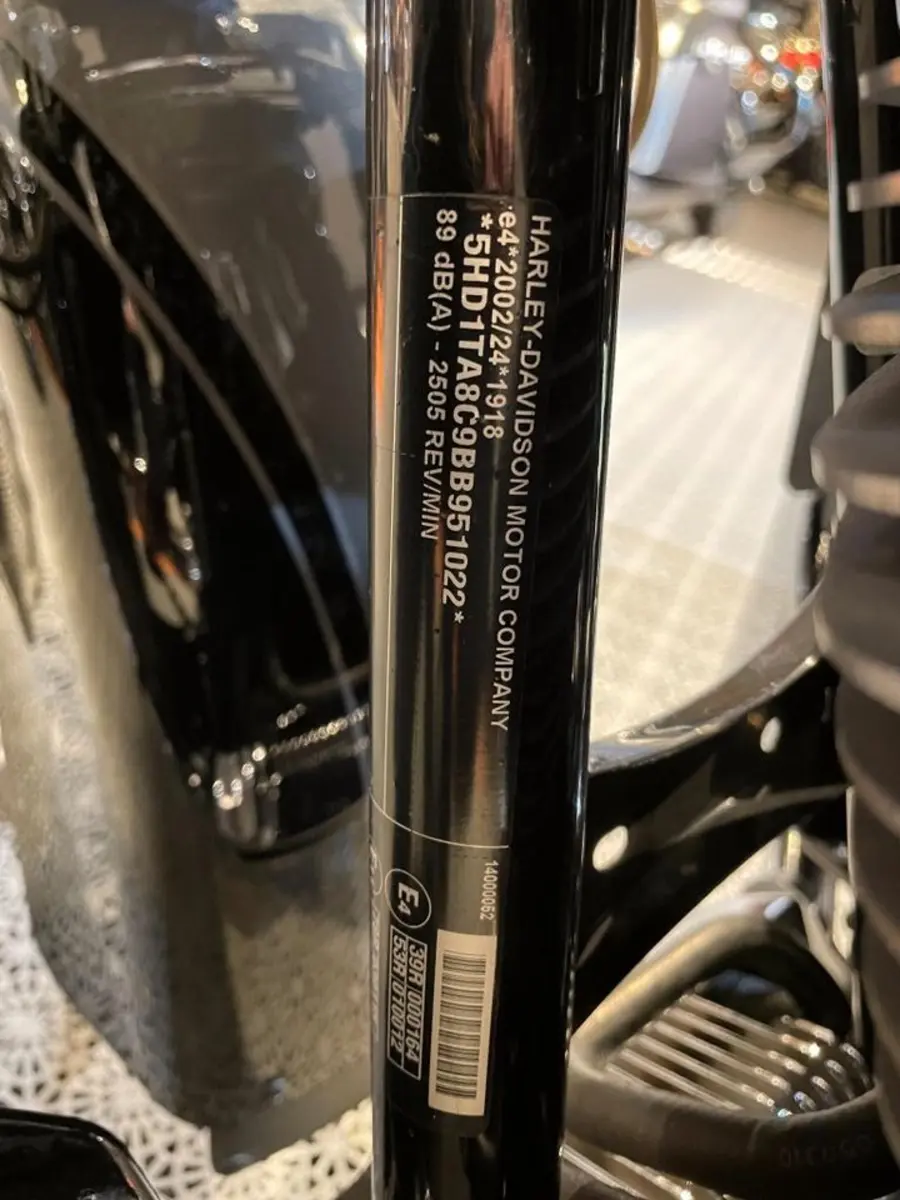 HARLEY-DAVIDSON MOTOR COMPANY
e4*2002/24*1918
*5HD1TA8C9BB951022*
89 dB(A) - 2505 REV/MIN
14000062
E4
39R 000164
53R 010012